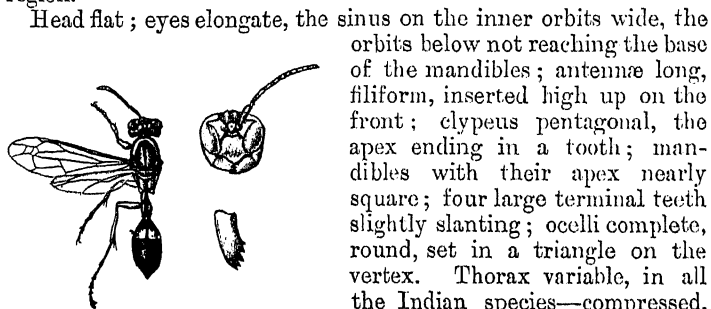 Head flat ; eyes elongate, the sinus on the inner orbits wide, the
orbits below not reaching the base
of the mandibles ; antennæ long,
filiform, inserted high up on the
front ; clypeus pentagonal, the
apex ending in a tooth ; man-
dibles with their apex nearly
square ; four large terminal teeth
slightly slanting ; ocelli complete,
round, set in a triangle on the
vertex. Thorax variable, in all
the Indian species—compressed,